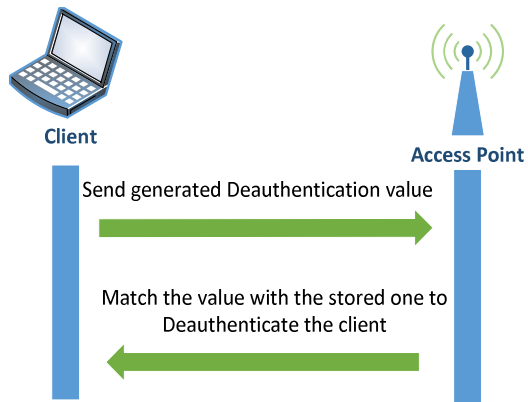 Client
Access Point
Send generated Deauthentication value
Match the value with the stored one to
Deauthenticate the client